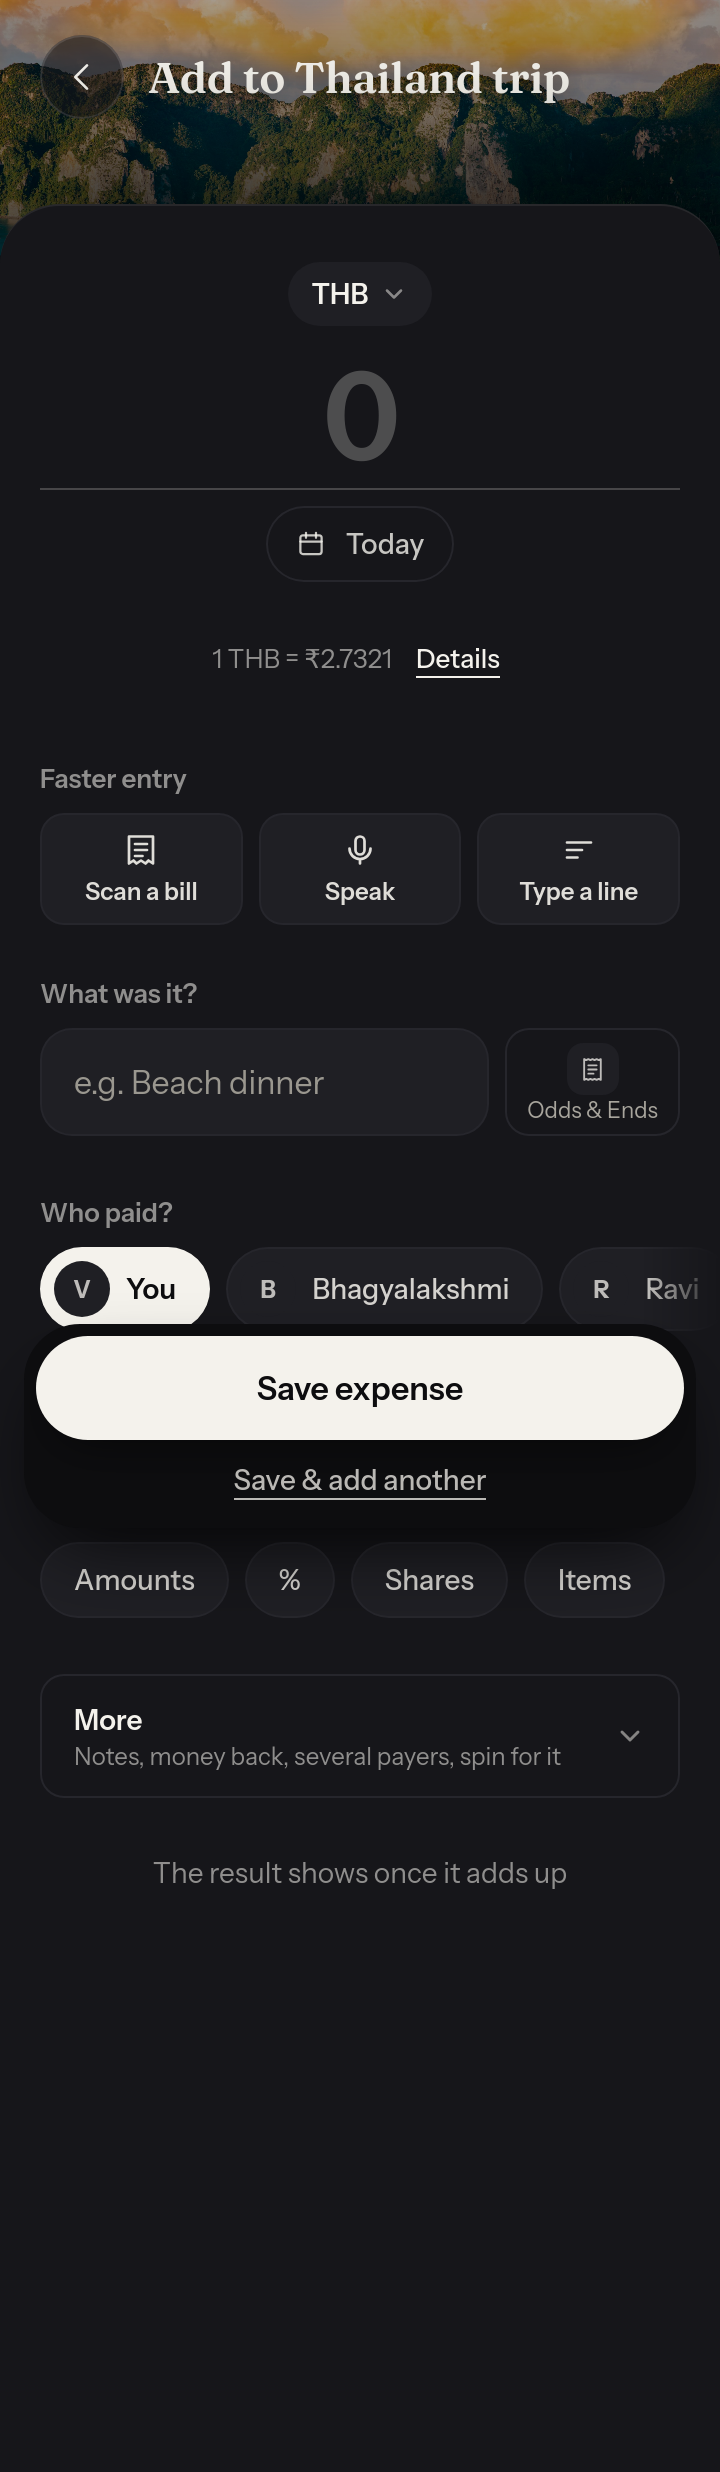 Add to Thailand trip
THB
0
Today
1 THB = ₹2.7321 Details
Faster entry
Scan a bill
Speak
Type a line
What was it?
e.g. Beach dinner
Odds & Ends
Who paid?
V You
B Bhagyalakshmi
R Ravi
Save expense
Save & add another
Amounts
%
Shares
Items
More
Notes, money back, several payers, spin for it
The result shows once it adds up